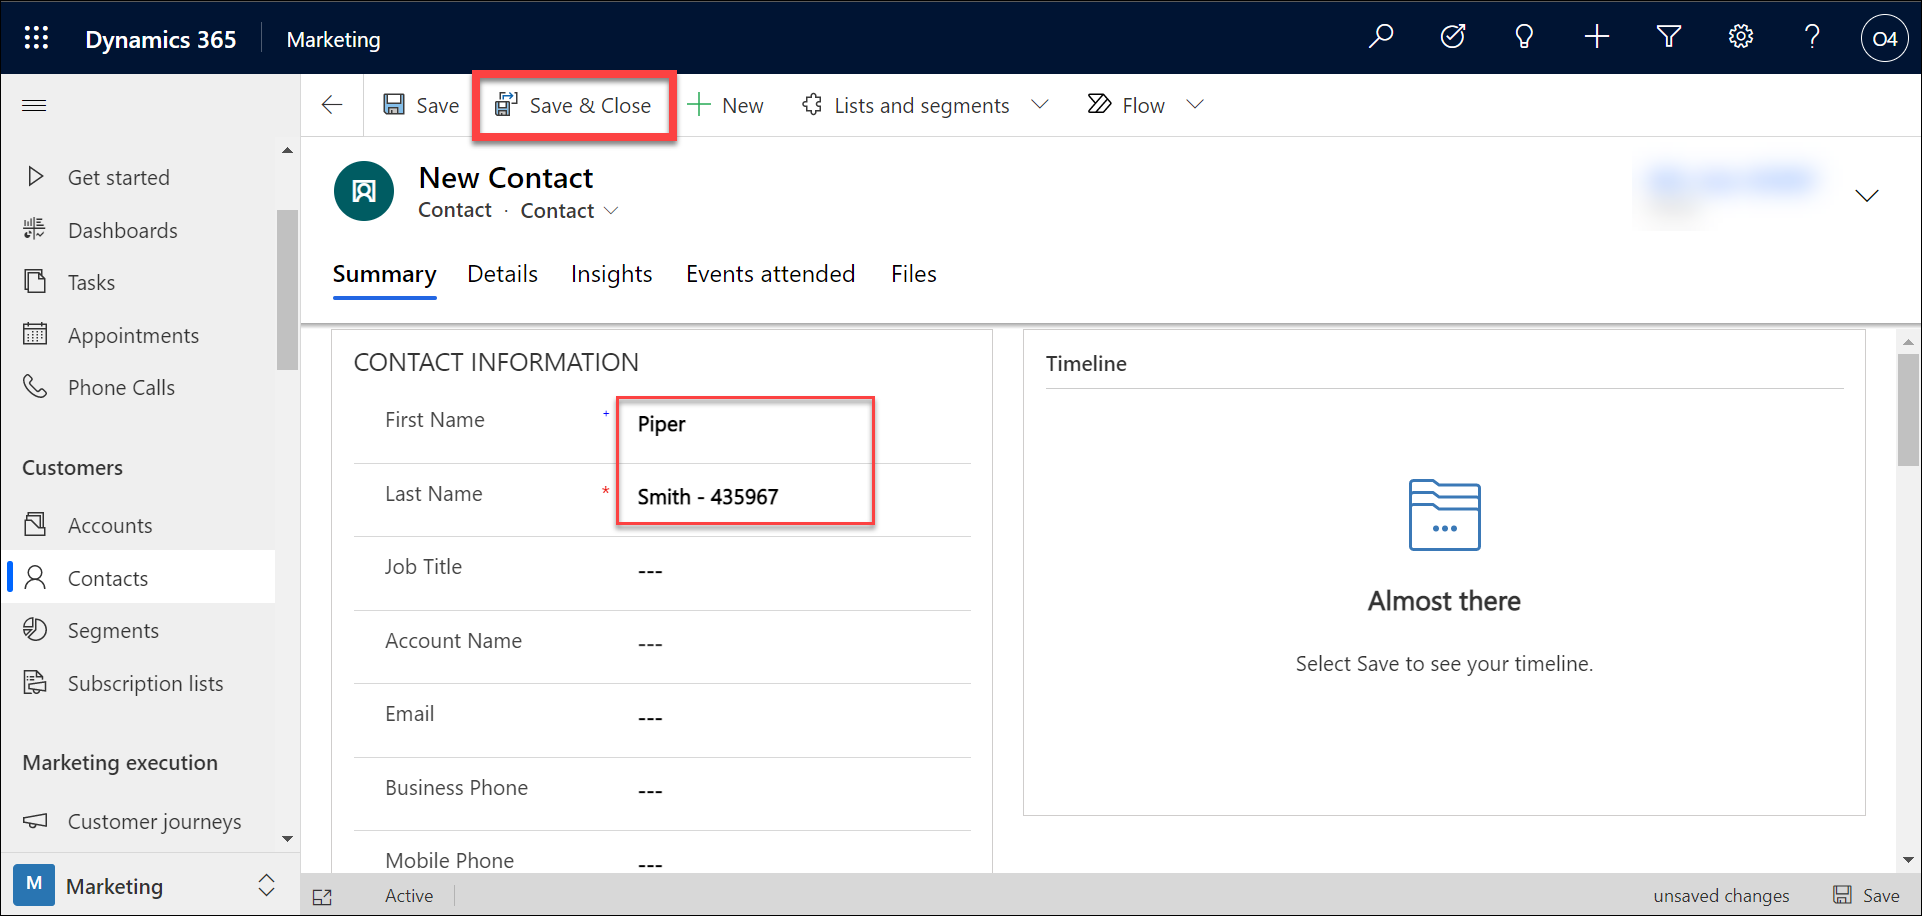 Dynamics 365 Marketing O4
Save Save & Close New Lists and segments Flow
Get started
Dashboards
Tasks
Appointments
Phone Calls
Customers
Accounts
Contacts
Segments
Subscription lists
Marketing execution
Customer journeys
M Marketing
New Contact
Contact · Contact
Summary Details Insights Events attended Files
CONTACT INFORMATION
First Name + Piper
Last Name * Smith - 435967
Job Title ---
Account Name ---
Email ---
Business Phone ---
Mobile Phone ---
Timeline
Almost there
Select Save to see your timeline.
Active unsaved changes Save